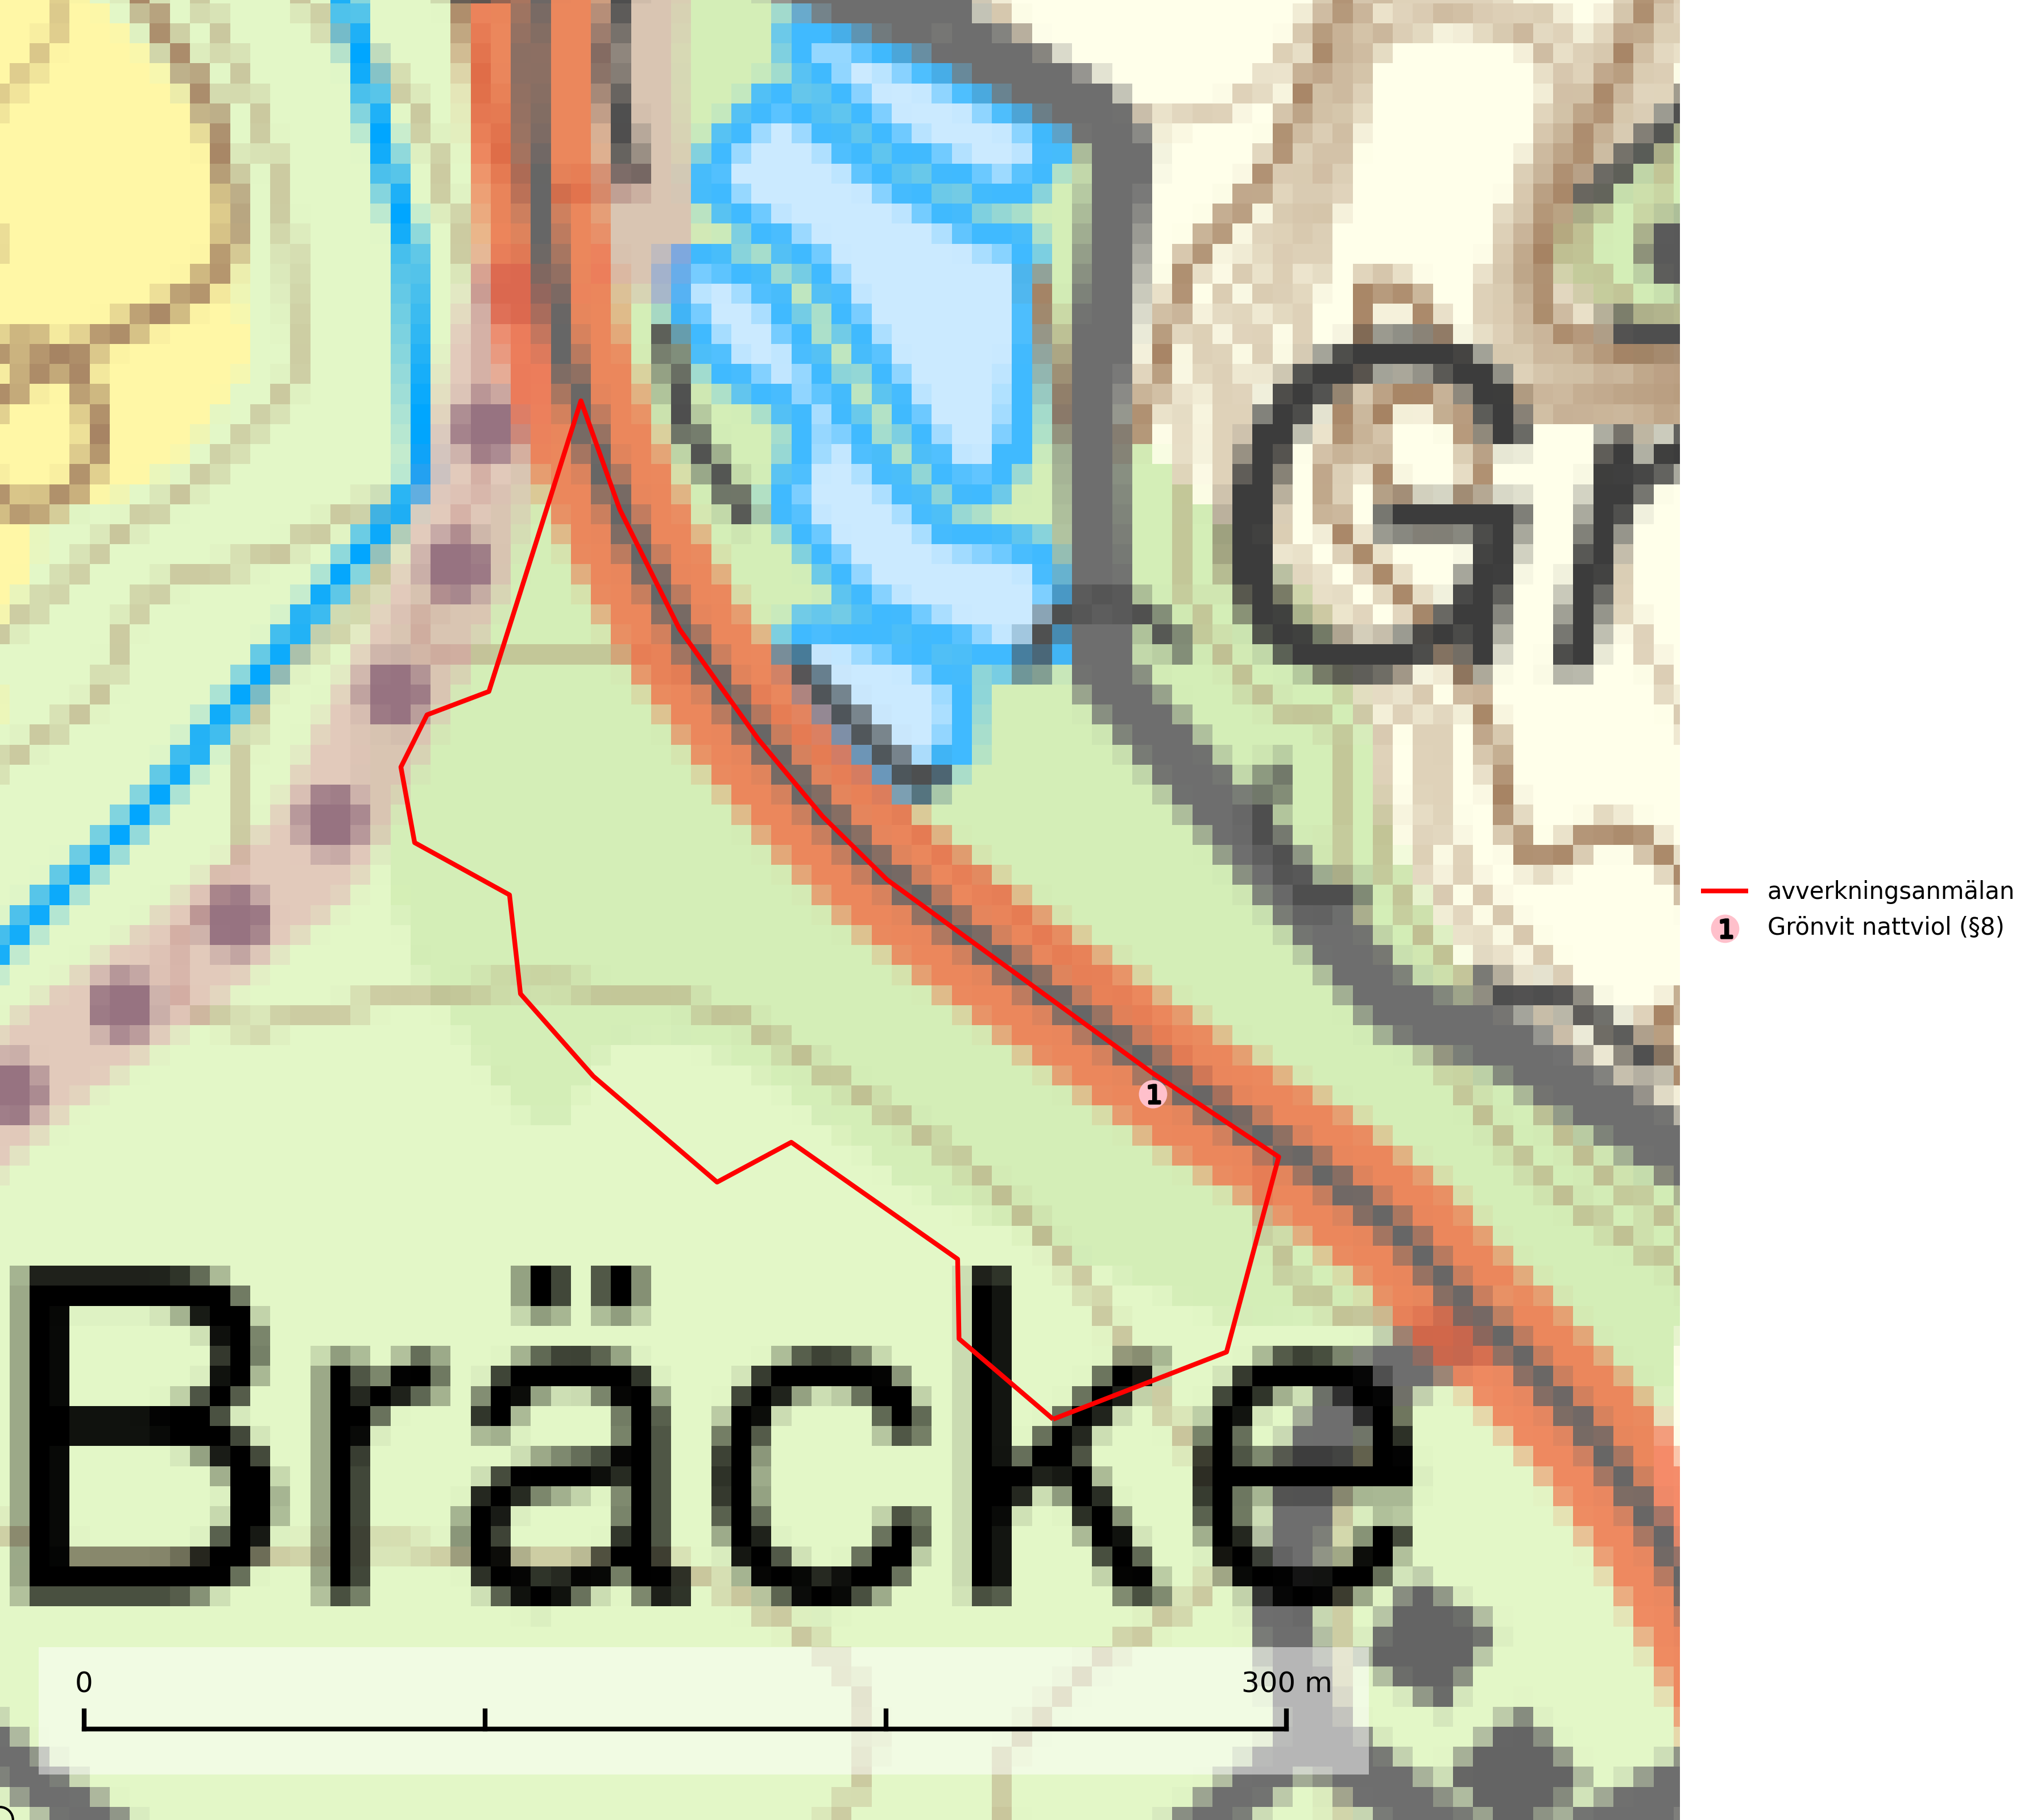 Gr
avverkningsanmälan
1 Grönvit nattviol (§8)
1
Bräcke
0 300 m